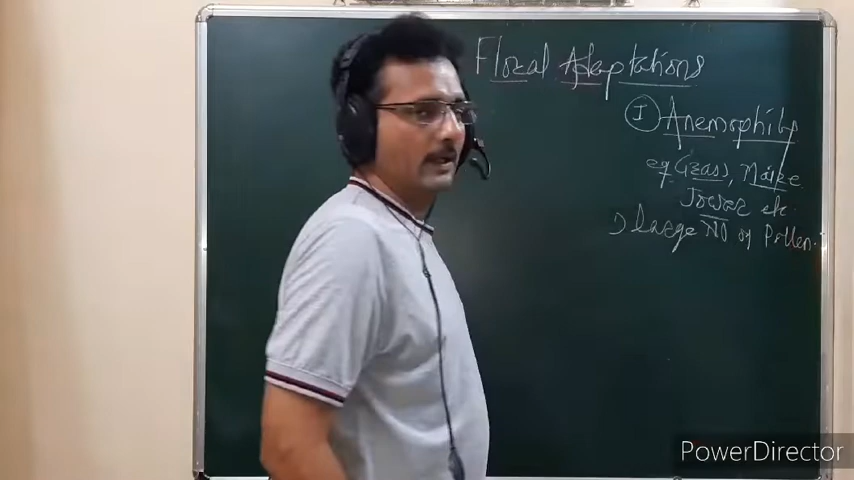 Floral Adaptations
I Anemophily
eg Grass, Maize
Jowar etc.
1) Large No of Pollen.
PowerDirector